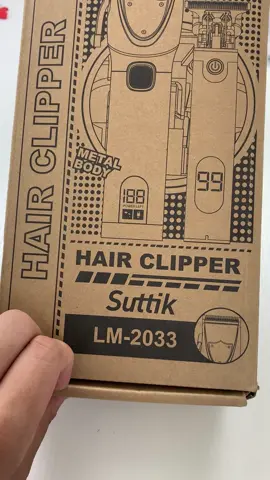 HAIR CLIPPER
METAL
BODY
188
99
HAIR CLIPPER
Suttik
LM-2033